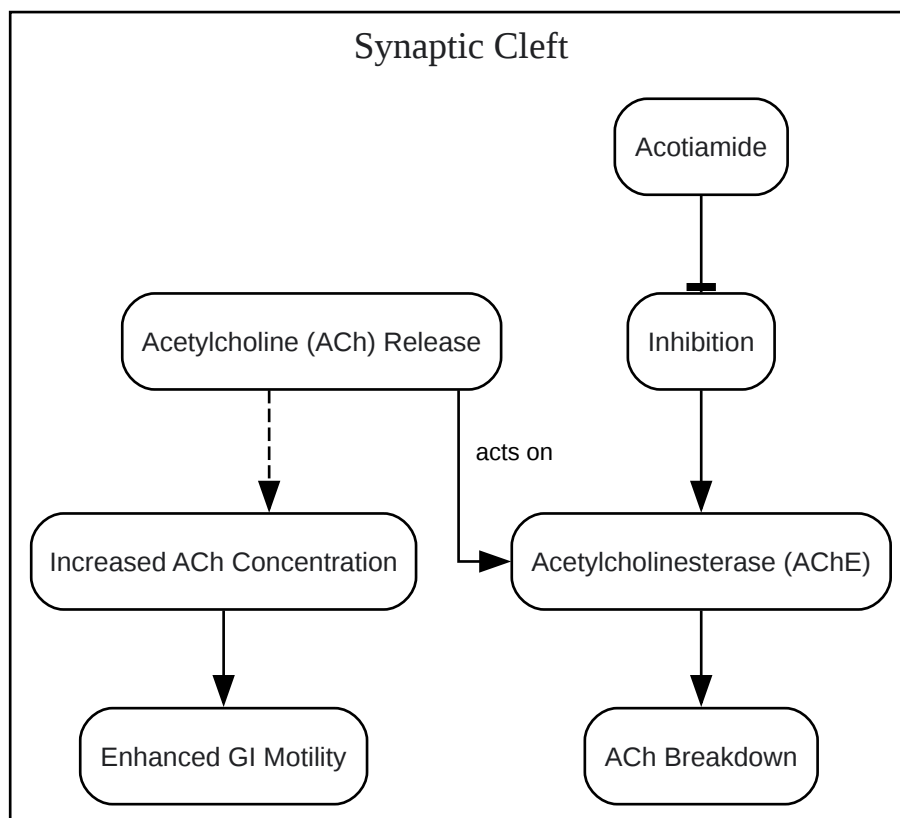 Synaptic Cleft
Acotiamide
Acetylcholine (ACh) Release
Inhibition
acts on
Increased ACh Concentration
Acetylcholinesterase (AChE)
Enhanced GI Motility
ACh Breakdown